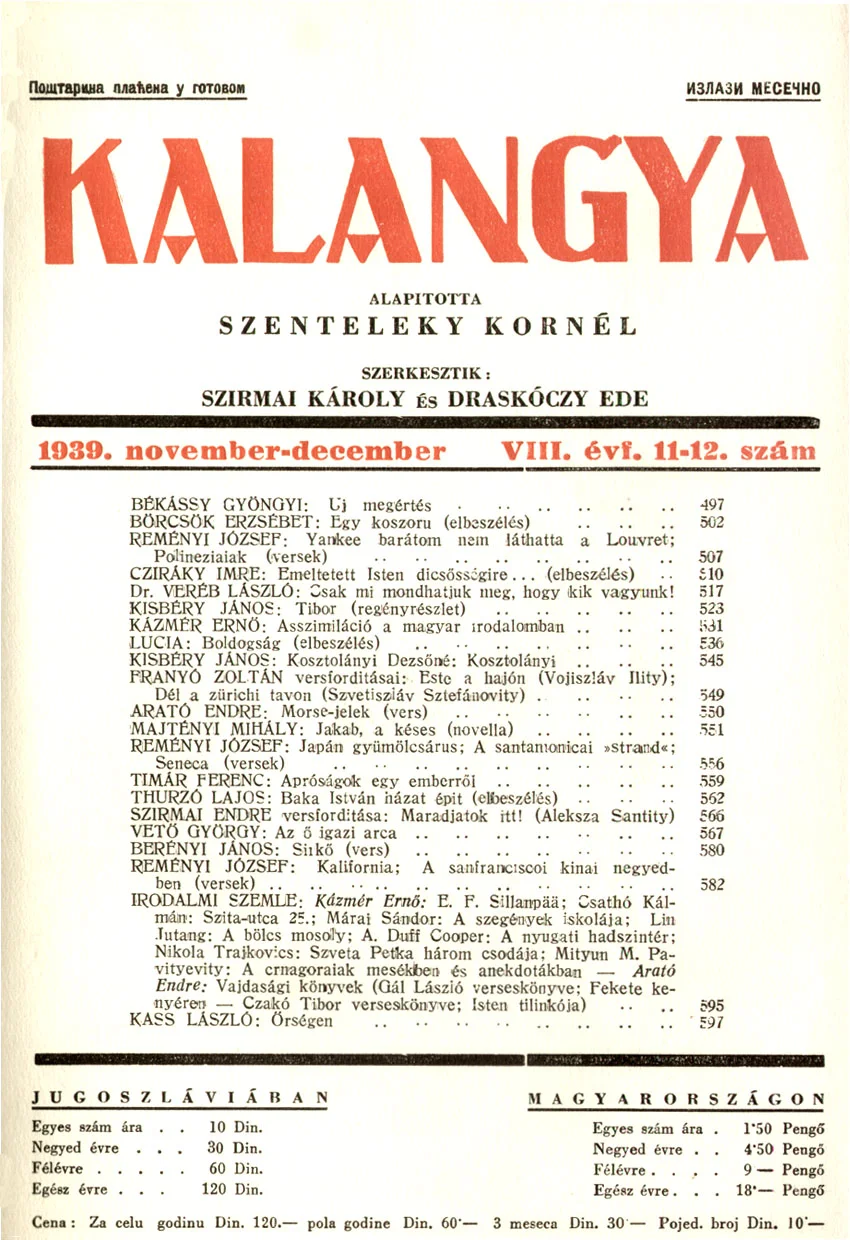 Поштарина плаћена у готовом
ИЗЛАЗИ МЕСЕЧНО
KALANGYA
ALAPITOTTA
SZENTELEKY KORNÉL
SZERKESZTIK:
SZIRMAI KÁROLY ÉS DRASKÓCZY EDE
1939. november-december VIII. évf. 11-12. szám
BÉKÁSSY GYÖNGYI: Uj megértés . .. .. .. .. .. 497
BÖRCSÖK ERZSÉBET: Egy koszoru (elbeszélés) .. .. .. 502
REMÉNYI JÓZSEF: Yankee barátom nem láthatta a Louvret;
Polineziaiak (versek) .. .. .. .. .. .. .. .. 507
CZIRÁKY IMRE: Emeltetett Isten dicsősségire... (elbeszélés) .. 510
Dr. VERÉB LÁSZLÓ: Csak mi mondhatjuk meg, hogy kik vagyunk! 517
KISBÉRY JÁNOS: Tibor (regényrészlet) .. .. .. .. .. 523
KÁZMÉR ERNŐ: Asszimiláció a magyar irodalomban .. .. .. 531
LUCIA: Boldogság (elbeszélés) .. .. .. .. .. .. .. 536
KISBÉRY JÁNOS: Kosztolányi Dezsőné: Kosztolányi .. .. .. 545
FRANYÓ ZOLTÁN versforditásai: Este a hajón (Vojiszláv Ility);
Dél a zürichi tavon (Szvetiszláv Sztefánovity) . .. .. .. 549
ARATÓ ENDRE: Morse-jelek (vers) .. .. .. .. .. .. 550
MAJTÉNYI MIHÁLY: Jakab, a késes (novella) .. .. .. .. 551
REMÉNYI JÓZSEF: Japán gyümölcsárus; A santamonicai »strand«;
Seneca (versek) .. .. .. .. .. .. .. .. 556
TIMÁR FERENC: Apróságok egy emberről .. .. .. .. .. 559
THURZÓ LAJOS: Baka István házat épit (elbeszélés) .. .. .. 562
SZIRMAI ENDRE versforditása: Maradjatok itt! (Aleksza Santity) 566
VETŐ GYÖRGY: Az ő igazi arca .. .. .. .. .. .. .. 567
BERÉNYI JÁNOS: Sirkő (vers) .. .. .. .. .. .. .. 580
REMÉNYI JÓZSEF: Kalifornia; A sanfranciscoi kinai negyed-
ben (versek) .. .. .. .. .. .. .. .. .. .. 582
IRODALMI SZEMLE: Kázmér Ernő: E. F. Sillanpää; Csathó Kál-
mán: Szita-utca 25.; Márai Sándor: A szegények iskolája; Lin
Jutang: A bölcs mosoly; A. Duff Cooper: A nyugati hadszintér;
Nikola Trajkovics: Szveta Petka három csodája; Mityun M. Pa-
vityevity: A crnagoraiak mesékben és anekdotákban — Arató
Endre: Vajdasági könyvek (Gál László verseskönyve; Fekete ke-
nyéren — Czakó Tibor verseskönyve; Isten tilinkója) .. .. 595
KASS LÁSZLÓ: Őrségen .. .. .. .. .. .. .. 597
JUGOSZLÁVIÁBAN
Egyes szám ára . . 10 Din.
Negyed évre . . . 30 Din.
Félévre . . . . . 60 Din.
Egész évre . . . 120 Din.
MAGYARORSZÁGON
Egyes szám ára . 1·50 Pengő
Negyed évre . . 4·50 Pengő
Félévre . . . . 9 — Pengő
Egész évre . . . 18·— Pengő
Cena: Za celu godinu Din. 120.— pola godine Din. 60·— 3 meseca Din. 30 — Pojed. broj Din. 10·—